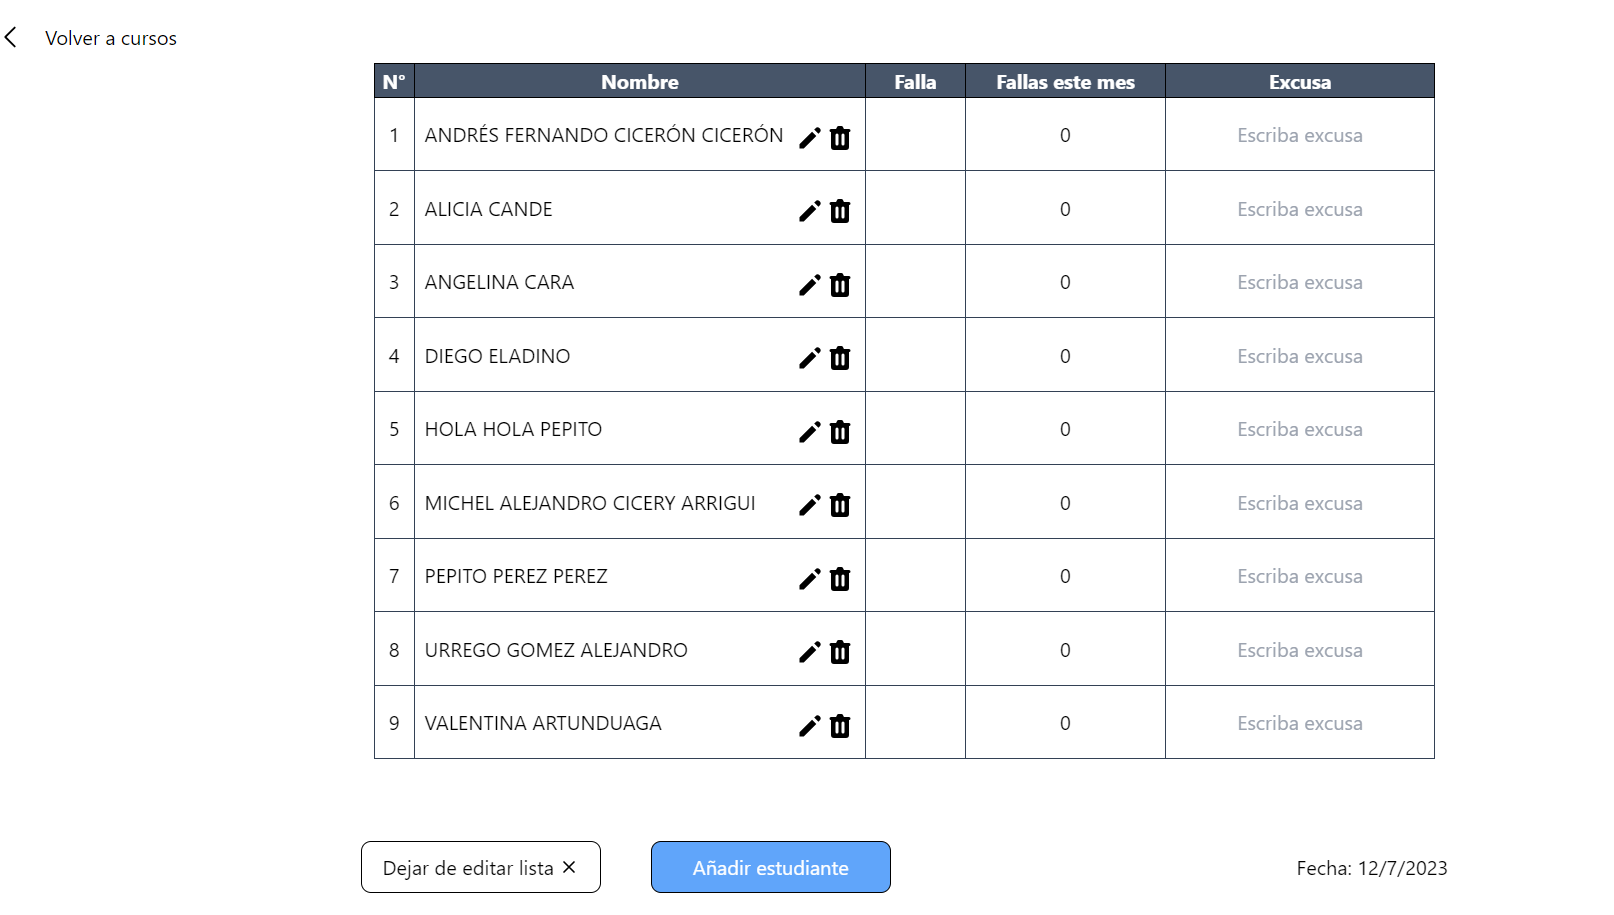 Volver a cursos
N° Nombre Falla Fallas este mes Excusa
1 ANDRÉS FERNANDO CICERÓN CICERÓN 0 Escriba excusa
2 ALICIA CANDE 0 Escriba excusa
3 ANGELINA CARA 0 Escriba excusa
4 DIEGO ELADINO 0 Escriba excusa
5 HOLA HOLA PEPITO 0 Escriba excusa
6 MICHEL ALEJANDRO CICERY ARRIGUI 0 Escriba excusa
7 PEPITO PEREZ PEREZ 0 Escriba excusa
8 URREGO GOMEZ ALEJANDRO 0 Escriba excusa
9 VALENTINA ARTUNDUAGA 0 Escriba excusa
Dejar de editar lista Añadir estudiante Fecha: 12/7/2023